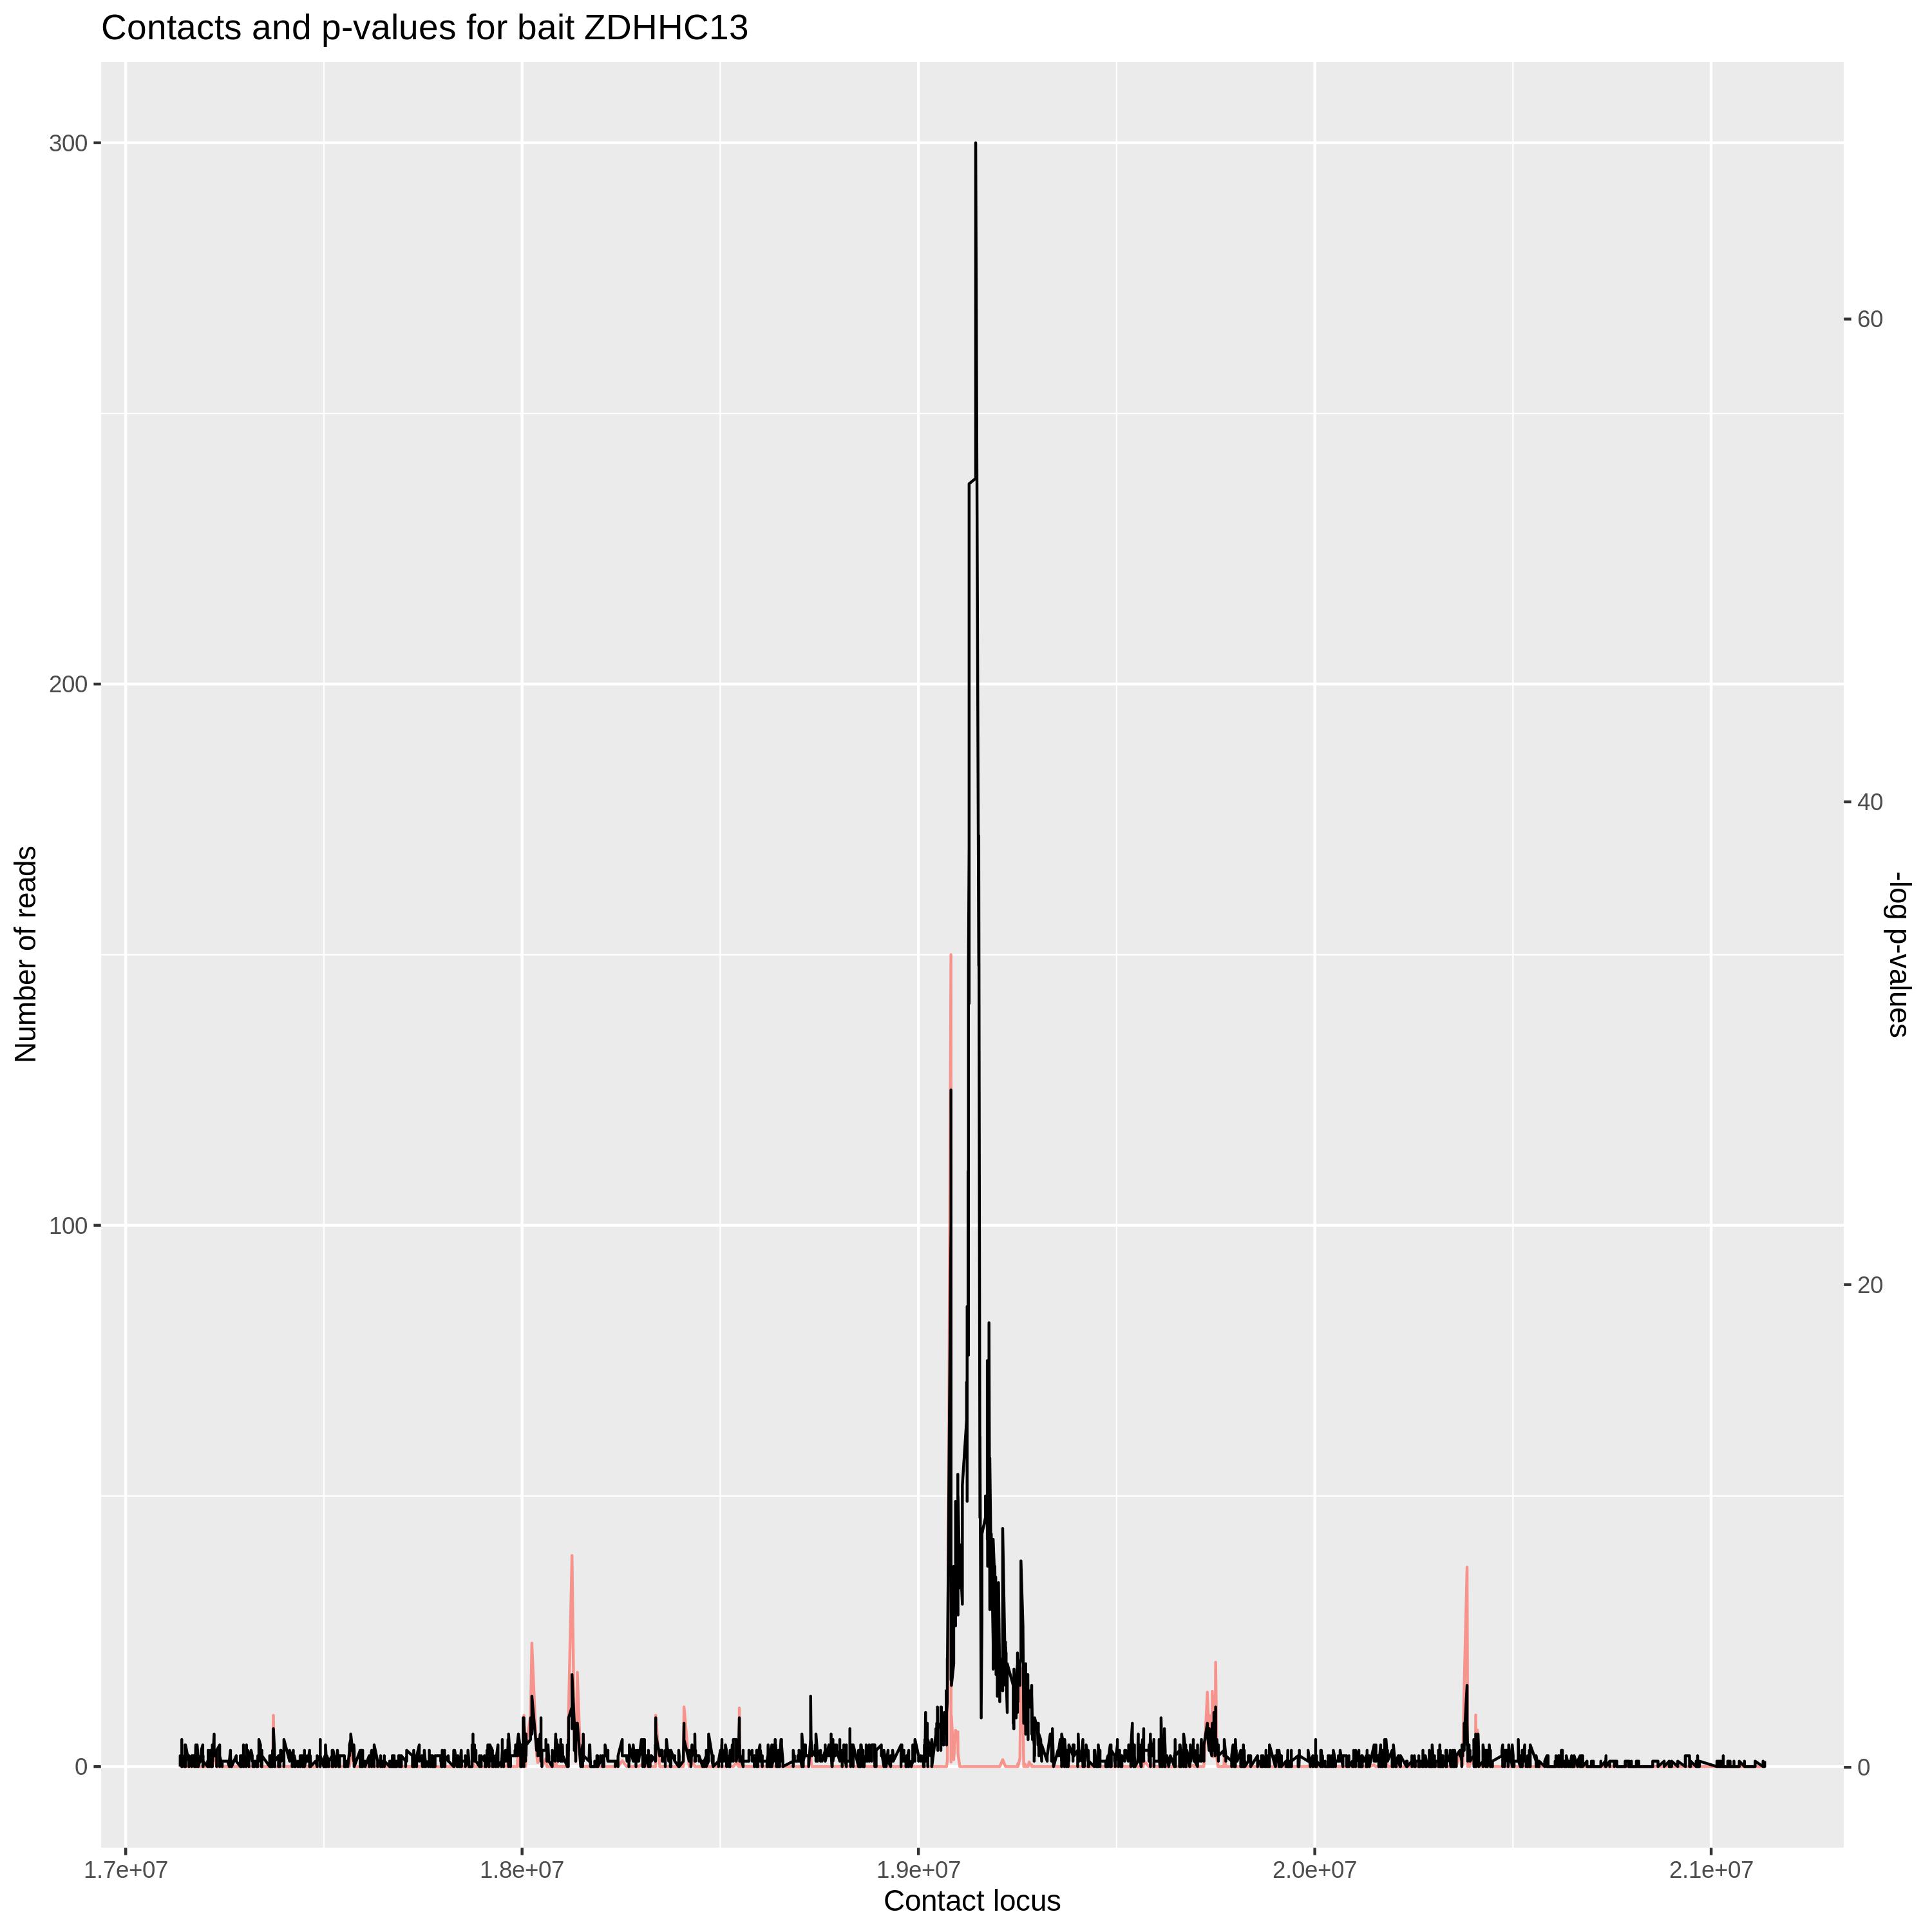 Contacts and p-values for bait ZDHHC13
300
200
100
0
Number of reads
60
40
20
0
-log p-values
1.7e+07
1.8e+07
1.9e+07
2.0e+07
2.1e+07
Contact locus